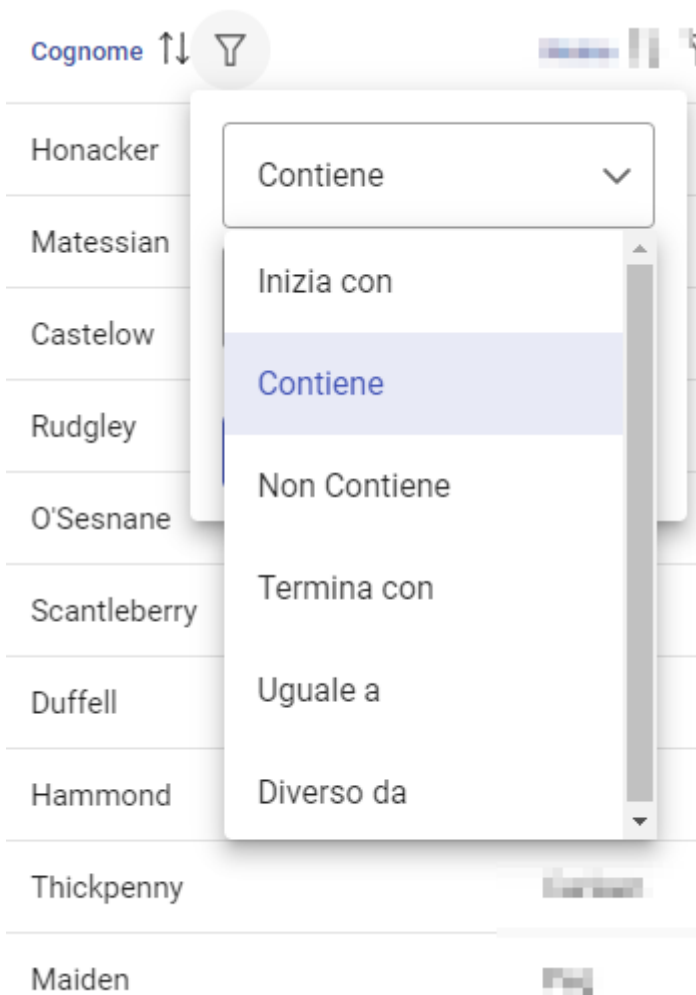 Cognome
Honacker
Contiene
Matessian
Inizia con
Castelow
Contiene
Rudgley
Non Contiene
O'Sesnane
Termina con
Scantleberry
Uguale a
Duffell
Diverso da
Hammond
Thickpenny
Maiden